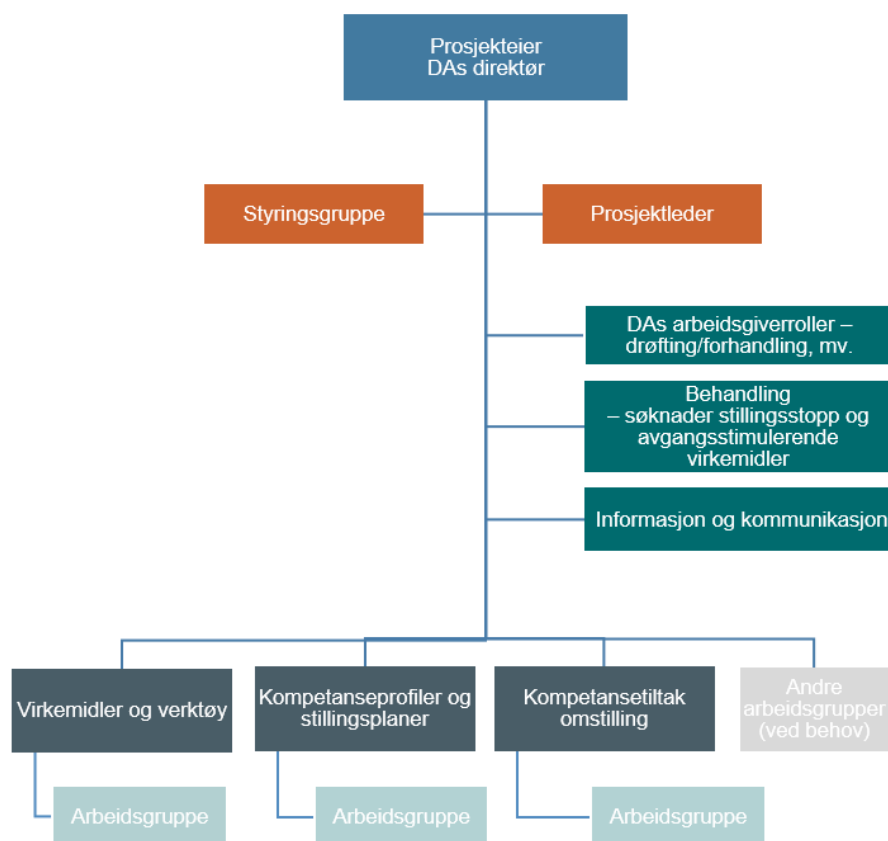 Prosjekteier
DAs direktør
Styringsgruppe
Prosjektleder
DAs arbeidsgiverroller –
drøfting/forhandling, mv.
Behandling
– søknader stillingsstopp og
avgangsstimulerende
virkemidler
Informasjon og kommunikasjon
Virkemidler og verktøy
Kompetanseprofiler og
stillingsplaner
Kompetansetiltak
omstilling
Andre
arbeidsgrupper
(ved behov)
Arbeidsgruppe
Arbeidsgruppe
Arbeidsgruppe